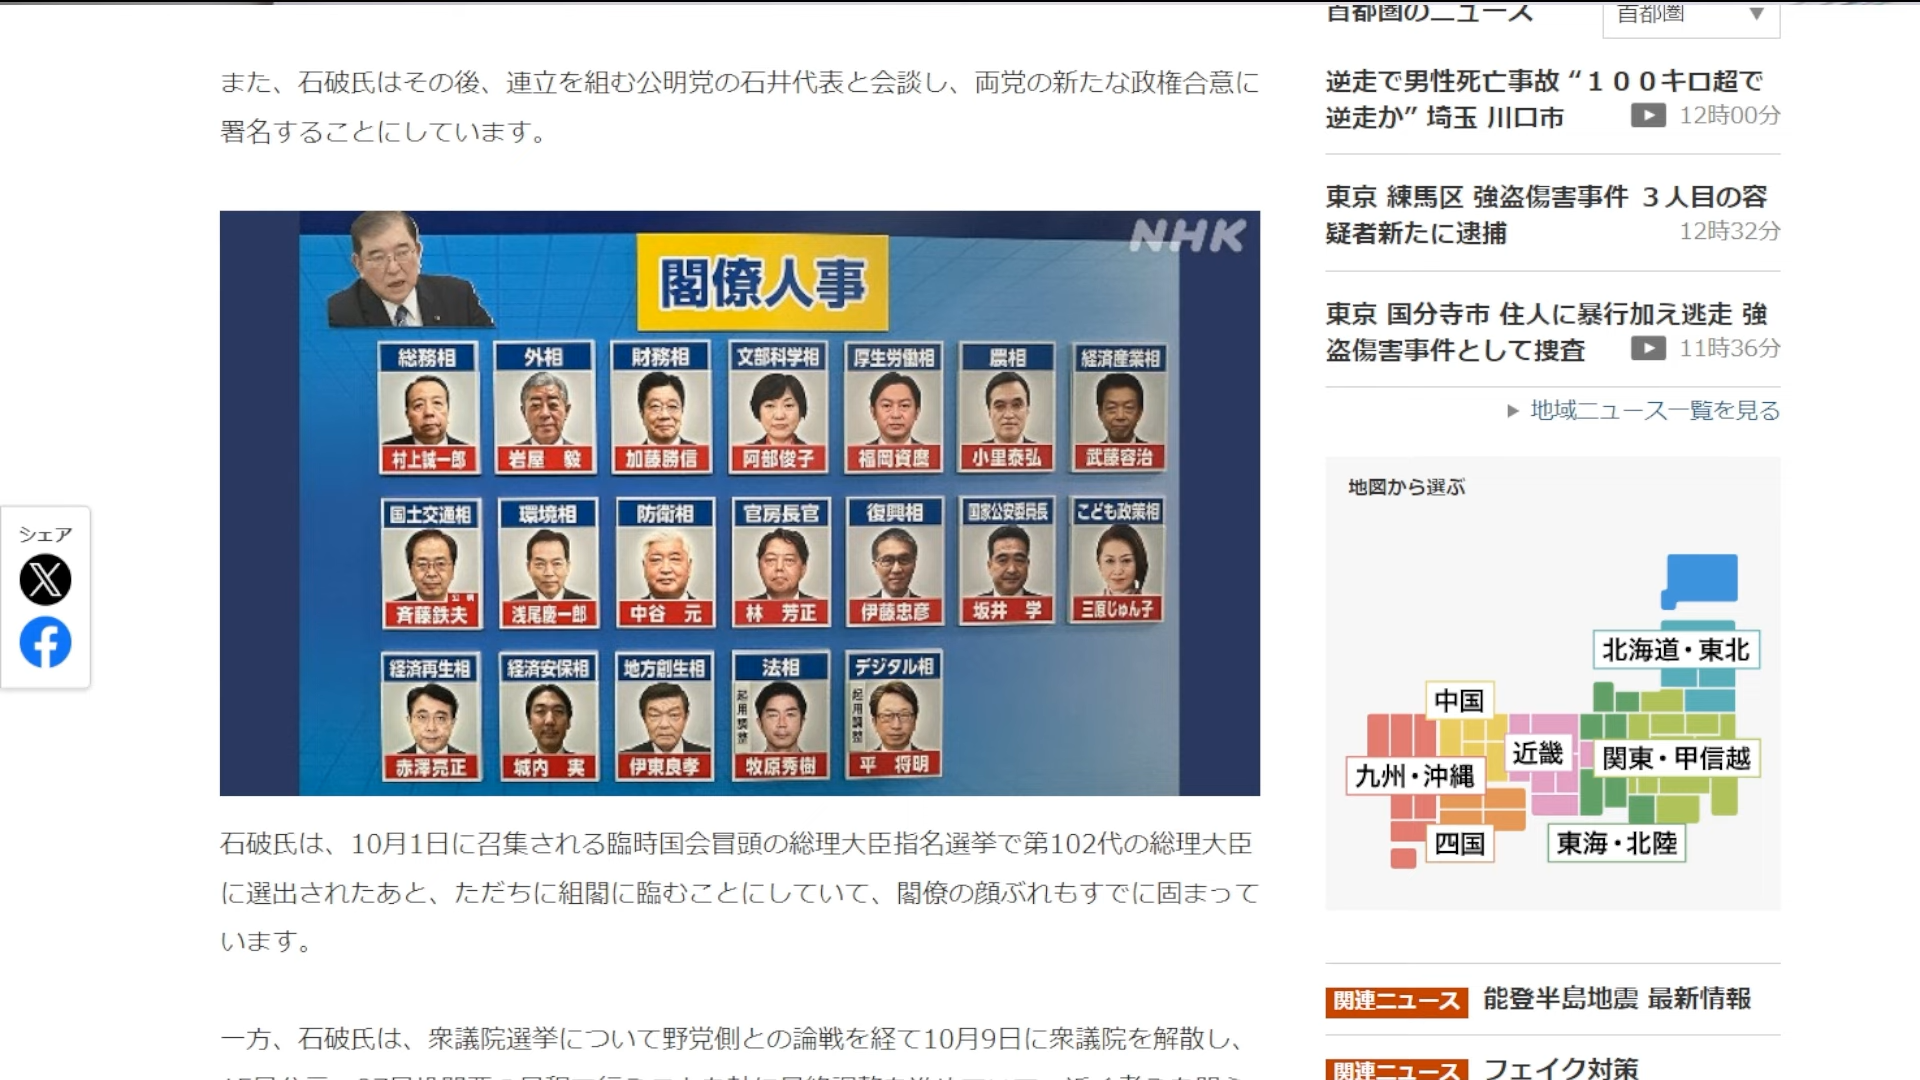 首都圏のニュース
首都圏
また、石破氏はその後、連立を組む公明党の石井代表と会談し、両党の新たな政権合意に
署名することにしています。
NHK
閣僚人事
総務相 外相 財務相 文部科学相 厚生労働相 農相 経済産業相
村上誠一郎 岩屋 毅 加藤勝信 阿部俊子 福岡資麿 小里泰弘 武藤容治
国土交通相 環境相 防衛相 官房長官 復興相 国家公安委員長 こども政策相
公明
斉藤鉄夫 浅尾慶一郎 中谷 元 林 芳正 伊藤忠彦 坂井 学 三原じゅん子
経済再生相 経済安保相 地方創生相 法相 デジタル相
起用調整 起用調整
赤澤亮正 城内 実 伊東良孝 牧原秀樹 平 将明
石破氏は、10月1日に召集される臨時国会冒頭の総理大臣指名選挙で第102代の総理大臣
に選出されたあと、ただちに組閣に臨むことにしていて、閣僚の顔ぶれもすでに固まって
います。
一方、石破氏は、衆議院選挙について野党側との論戦を経て10月9日に衆議院を解散し、
シェア
逆走で男性死亡事故 “１００キロ超で
逆走か” 埼玉 川口市 12時00分
東京 練馬区 強盗傷害事件 ３人目の容
疑者新たに逮捕 12時32分
東京 国分寺市 住人に暴行加え逃走 強
盗傷害事件として捜査 11時36分
地域ニュース一覧を見る
地図から選ぶ
北海道・東北
中国
近畿
関東・甲信越
九州・沖縄
四国
東海・北陸
関連ニュース 能登半島地震 最新情報
関連ニュース フェイク対策